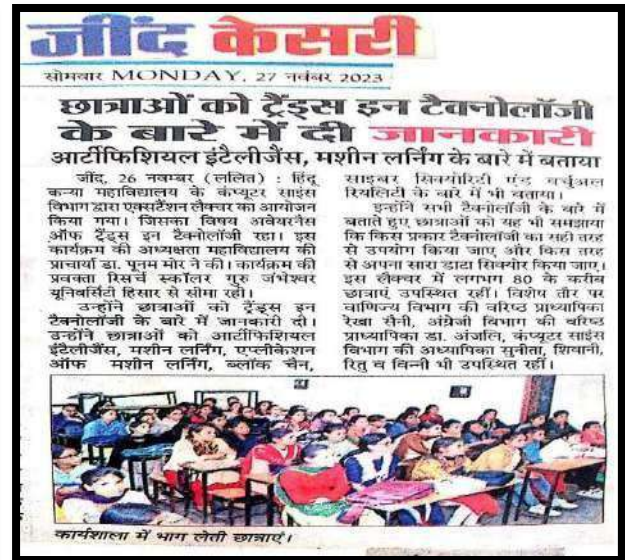 जींद केसरी
सोमवार MONDAY, 27 नवंबर 2023
छात्राओं को ट्रैंड्स इन टैक्नोलॉजी
के बारे में दी जानकारी
आर्टीफिशियल इंटैलीजैंस, मशीन लर्निंग के बारे में बताया
जींद, 26 नवम्बर (ललित) : हिंदू
कन्या महाविद्यालय के कंप्यूटर साइंस
विभाग द्वारा एक्सटैंशन लैक्चर का आयोजन
किया गया। जिसका विषय अवेयरनैस
ऑफ ट्रैंड्स इन टैक्नोलॉजी रहा। इस
कार्यक्रम की अध्यक्षता महाविद्यालय की
प्राचार्या डा. पूनम मोर ने की। कार्यक्रम की
प्रवक्ता रिसर्च स्कॉलर गुरु जंभेश्वर
यूनिवर्सिटी हिसार से सीमा रही।
उन्होंने छात्राओं को ट्रैंड्स इन
टैक्नोलॉजी के बारे में जानकारी दी।
उन्होंने छात्राओं को आर्टीफिशियल
इंटैलीजैंस, मशीन लर्निंग, एप्लीकेशन
ऑफ मशीन लर्निंग, ब्लॉक चैन,
साइबर सिक्योरिटी एंड वर्चुअल
रियलिटी के बारे में भी बताया।
इन्होंने सभी टैक्नोलॉजी के बारे में
बताते हुए छात्राओं को यह भी समझाया
कि किस प्रकार टैक्नोलॉजी का सही तरह
से उपयोग किया जाए और किस तरह
से अपना सारा डाटा सिक्योर किया जाए।
इस लैक्चर में लगभग 80 के करीब
छात्राएं उपस्थित रहीं। विशेष तौर पर
वाणिज्य विभाग की वरिष्ठ प्राध्यापिका
रेखा सैनी, अंग्रेजी विभाग की वरिष्ठ
प्राध्यापिका डा. अंजलि, कंप्यूटर साइंस
विभाग की अध्यापिका सुनीता, शिवानी,
रितु व विन्नी भी उपस्थित रहीं।
कार्यशाला में भाग लेती छात्राएं।